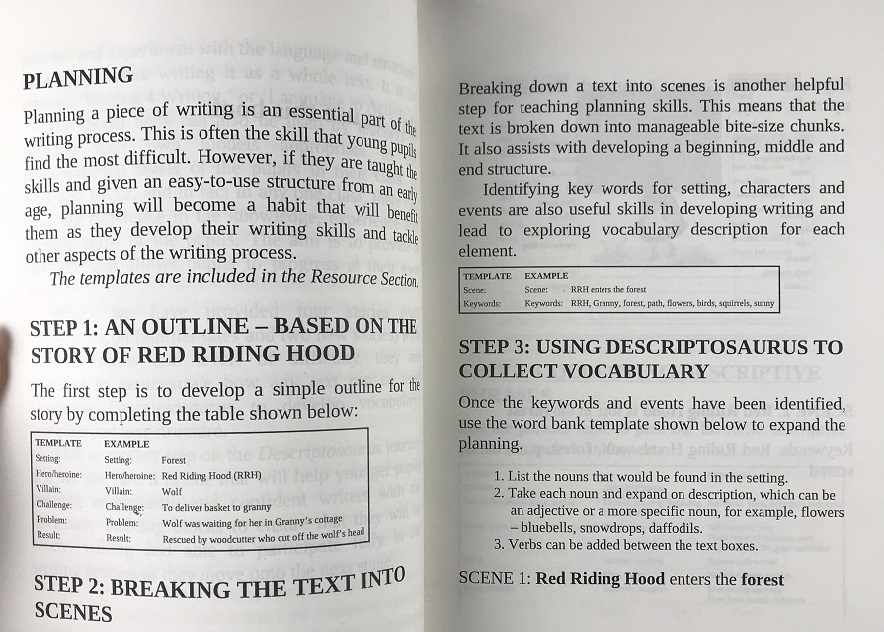 PLANNING
Planning a piece of writing is an essential part of the
writing process. This is often the skill that young pupils
find the most difficult. However, if they are taught the
skills and given an easy-to-use structure from an early
age, planning will become a habit that will benefit
them as they develop their writing skills and tackle
other aspects of the writing process.
The templates are included in the Resource Section.
STEP 1: AN OUTLINE – BASED ON THE
STORY OF RED RIDING HOOD
The first step is to develop a simple outline for the
story by completing the table shown below:
TEMPLATE EXAMPLE
Setting: Setting: Forest
Hero/heroine: Hero/heroine: Red Riding Hood (RRH)
Villain: Villain: Wolf
Challenge: Challenge: To deliver basket to granny
Problem: Problem: Wolf was waiting for her in Granny's cottage
Result: Result: Rescued by woodcutter who cut off the wolf's head
STEP 2: BREAKING THE TEXT INTO
SCENES
Breaking down a text into scenes is another helpful
step for teaching planning skills. This means that the
text is broken down into manageable bite-size chunks.
It also assists with developing a beginning, middle and
end structure.
Identifying key words for setting, characters and
events are also useful skills in developing writing and
lead to exploring vocabulary description for each
element.
TEMPLATE EXAMPLE
Scene: Scene: RRH enters the forest
Keywords: Keywords: RRH, Granny, forest, path, flowers, birds, squirrels, sunny
STEP 3: USING DESCRIPTOSAURUS TO
COLLECT VOCABULARY
Once the keywords and events have been identified,
use the word bank template shown below to expand the
planning.
1. List the nouns that would be found in the setting.
2. Take each noun and expand on description, which can be
an adjective or a more specific noun, for example, flowers
– bluebells, snowdrops, daffodils.
3. Verbs can be added between the text boxes.
SCENE 1: Red Riding Hood enters the forest